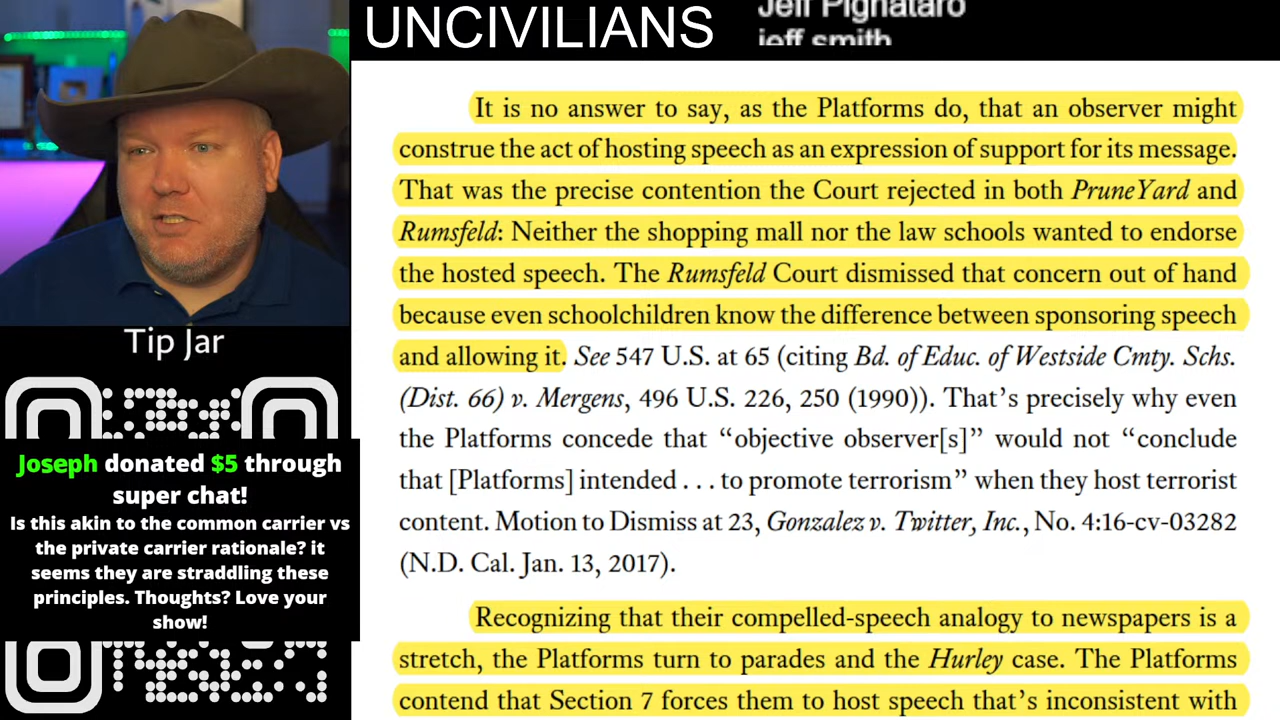 UNCIVILIANS
Jeff Pignataro
jeff smith
It is no answer to say, as the Platforms do, that an observer might
construe the act of hosting speech as an expression of support for its message.
That was the precise contention the Court rejected in both PruneYard and
Rumsfeld: Neither the shopping mall nor the law schools wanted to endorse
the hosted speech. The Rumsfeld Court dismissed that concern out of hand
because even schoolchildren know the difference between sponsoring speech
and allowing it. See 547 U.S. at 65 (citing Bd. of Educ. of Westside Cmty. Schs.
(Dist. 66) v. Mergens, 496 U.S. 226, 250 (1990)). That’s precisely why even
the Platforms concede that “objective observer[s]” would not “conclude
that [Platforms] intended . . . to promote terrorism” when they host terrorist
content. Motion to Dismiss at 23, Gonzalez v. Twitter, Inc., No. 4:16-cv-03282
(N.D. Cal. Jan. 13, 2017).
Recognizing that their compelled-speech analogy to newspapers is a
stretch, the Platforms turn to parades and the Hurley case. The Platforms
contend that Section 7 forces them to host speech that’s inconsistent with
Tip Jar
Joseph donated $5 through
super chat!
Is this akin to the common carrier vs
the private carrier rationale? it
seems they are straddling these
principles. Thoughts? Love your
show!